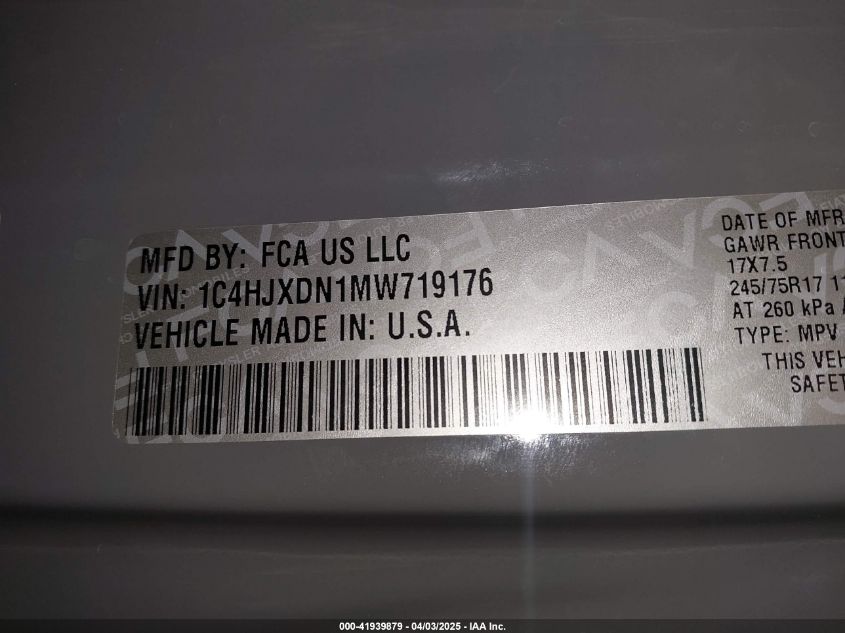 MFD BY: FCA US LLC
VIN: 1C4HJXDN1MW719176
VEHICLE MADE IN: U.S.A.
DATE OF MFR
GAWR FRONT
17X7.5
245/75R17 11
AT 260 kPa
TYPE: MPV
THIS VEH
SAFET
000-41939879 - 04/03/2025 - IAA Inc.